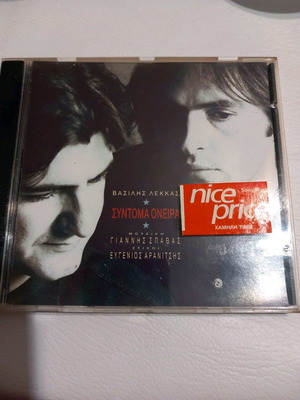 ΒΑΣΙΛΗΣ ΛΕΚΚΑΣ
ΣΥΝΤΟΜΑ ΟΝΕΙΡΑ
ΜΟΥΣΙΚΗ
ΓΙΑΝΝΗΣ ΣΠΑΘΑΣ
ΣΤΙΧΟΙ
ΕΥΓΕΝΙΟΣ ΑΡΑΝΙΤΣΗΣ
nice
price
ΧΑΜΗΛΗ ΤΙΜΗ